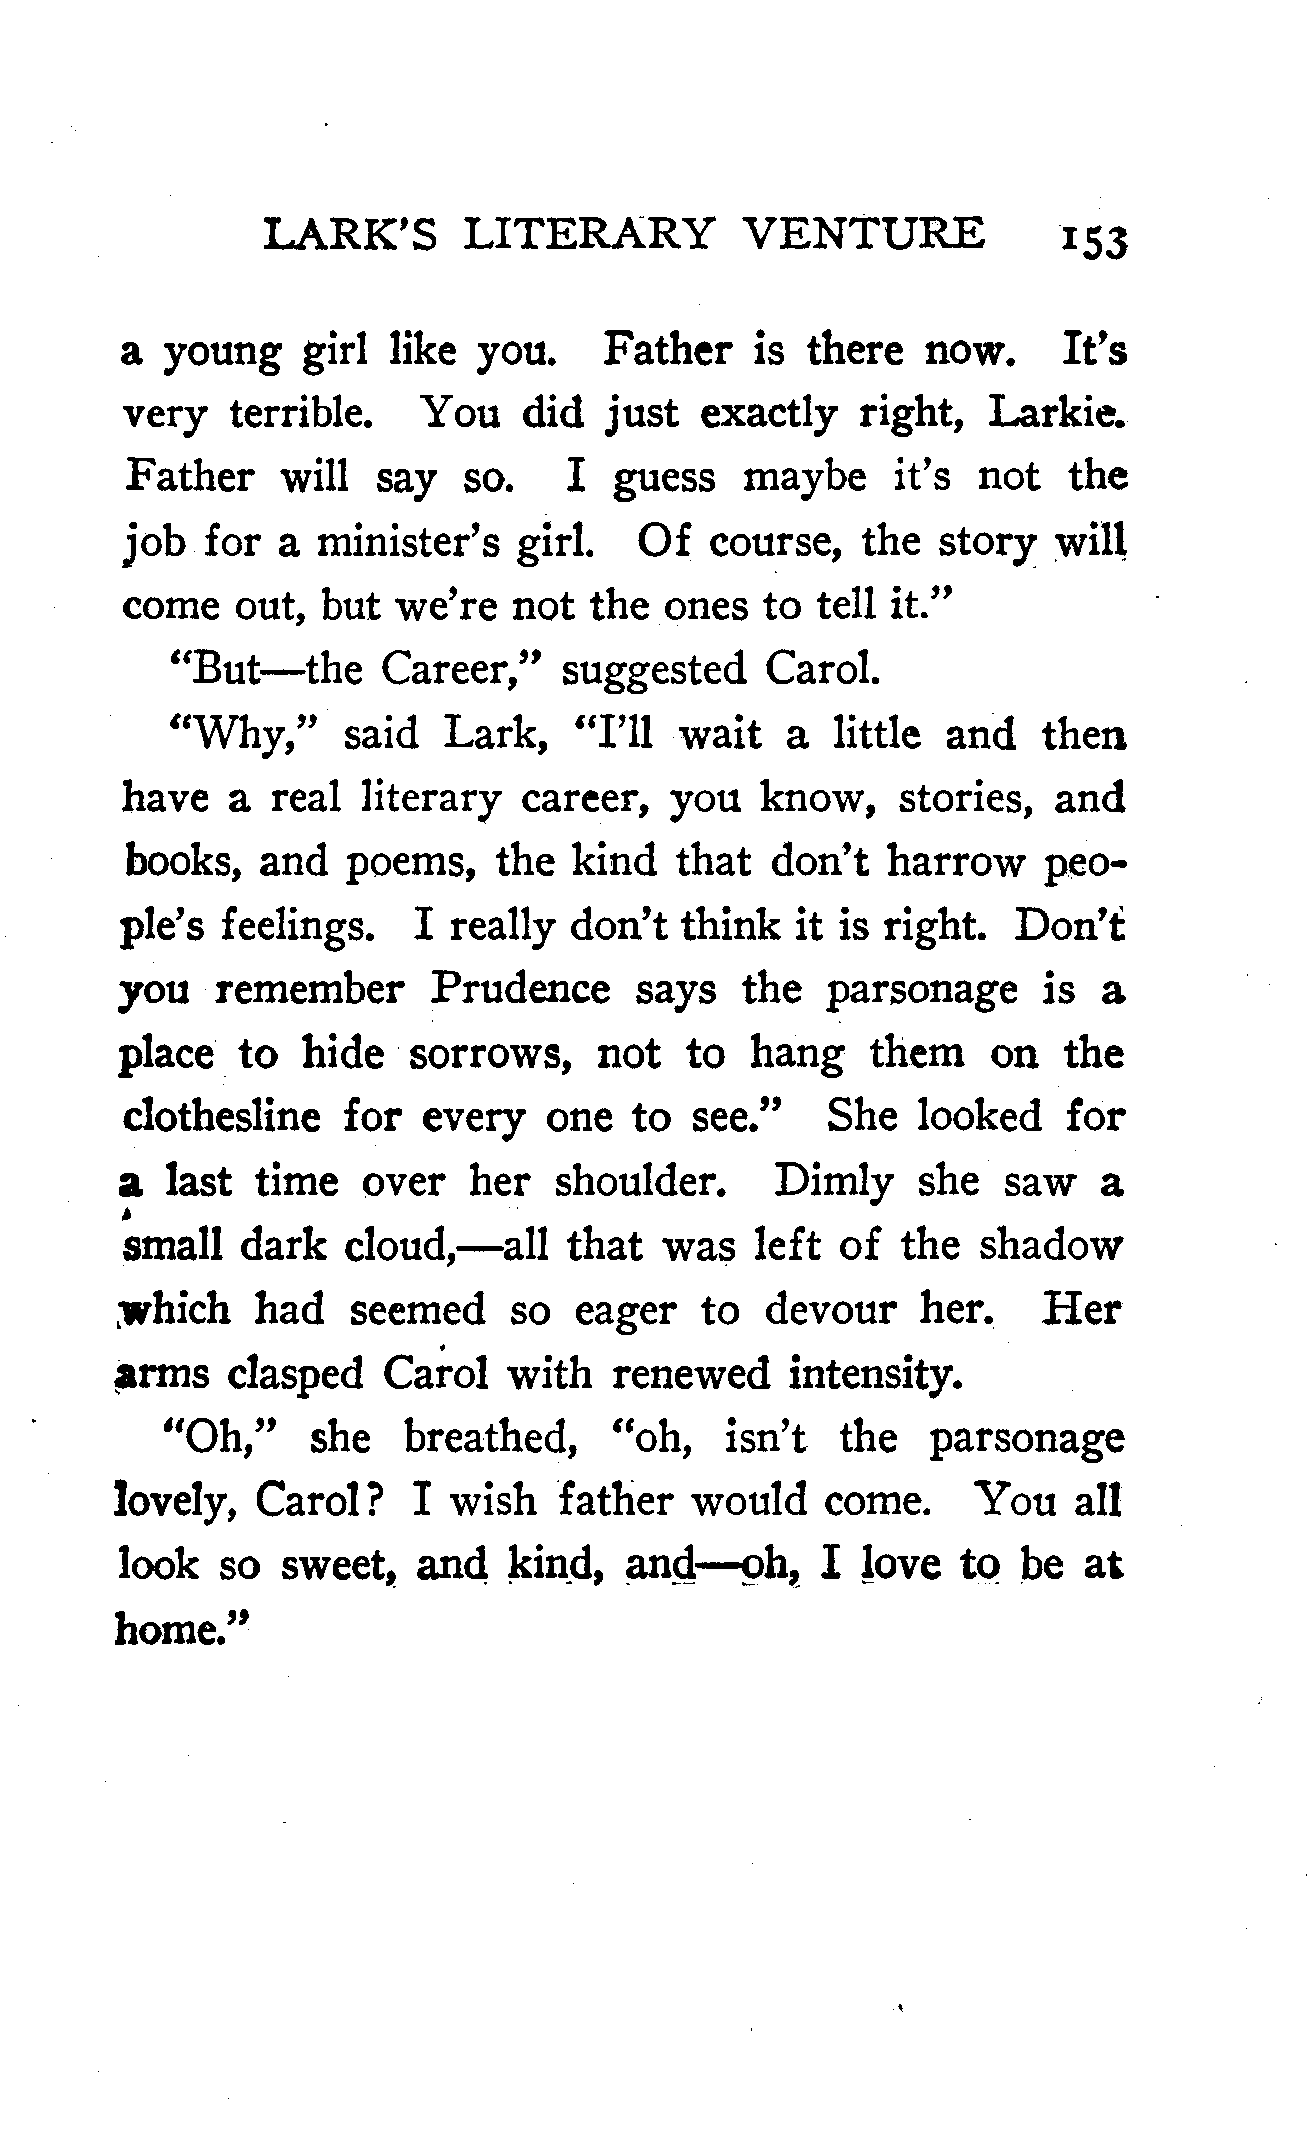 LARK'S LITERARY VENTURE 153
a young girl like you. Father is there now. It's
very terrible. You did just exactly right, Larkie.
Father will say so. I guess maybe it's not the
job for a minister's girl. Of course, the story will
come out, but we're not the ones to tell it."
"But—the Career," suggested Carol.
"Why," said Lark, "I'll wait a little and then
have a real literary career, you know, stories, and
books, and poems, the kind that don't harrow peo-
ple's feelings. I really don't think it is right. Don't
you remember Prudence says the parsonage is a
place to hide sorrows, not to hang them on the
clothesline for every one to see." She looked for
a last time over her shoulder. Dimly she saw a
small dark cloud,—all that was left of the shadow
which had seemed so eager to devour her. Her
arms clasped Carol with renewed intensity.
"Oh," she breathed, "oh, isn't the parsonage
lovely, Carol? I wish father would come. You all
look so sweet, and kind, and—oh, I love to be at
home."